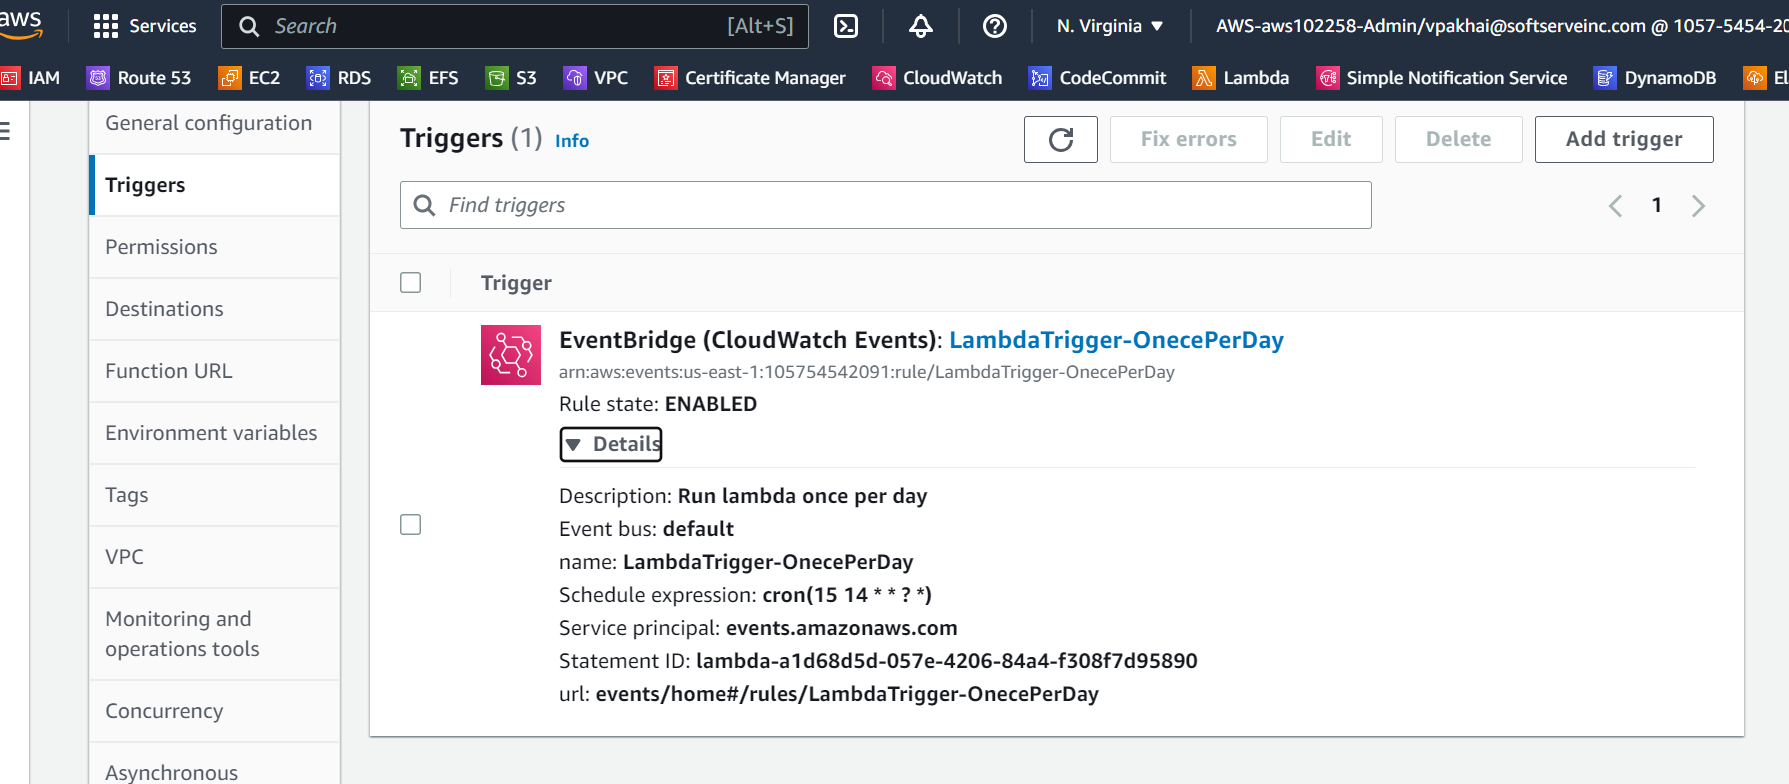 aws
Services
Search
[Alt+S]
N. Virginia
AWS-aws102258-Admin/vpakhai@softserveinc.com @ 1057-5454-20
IAM
Route 53
EC2
RDS
EFS
S3
VPC
Certificate Manager
CloudWatch
CodeCommit
Lambda
Simple Notification Service
DynamoDB
El
General configuration
Triggers
Permissions
Destinations
Function URL
Environment variables
Tags
VPC
Monitoring and
operations tools
Concurrency
Asynchronous
Triggers (1) Info
Fix errors
Edit
Delete
Add trigger
Find triggers
1
Trigger
EventBridge (CloudWatch Events): LambdaTrigger-OnecePerDay
arn:aws:events:us-east-1:105754542091:rule/LambdaTrigger-OnecePerDay
Rule state: ENABLED
Details
Description: Run lambda once per day
Event bus: default
name: LambdaTrigger-OnecePerDay
Schedule expression: cron(15 14 * * ? *)
Service principal: events.amazonaws.com
Statement ID: lambda-a1d68d5d-057e-4206-84a4-f308f7d95890
url: events/home#/rules/LambdaTrigger-OnecePerDay